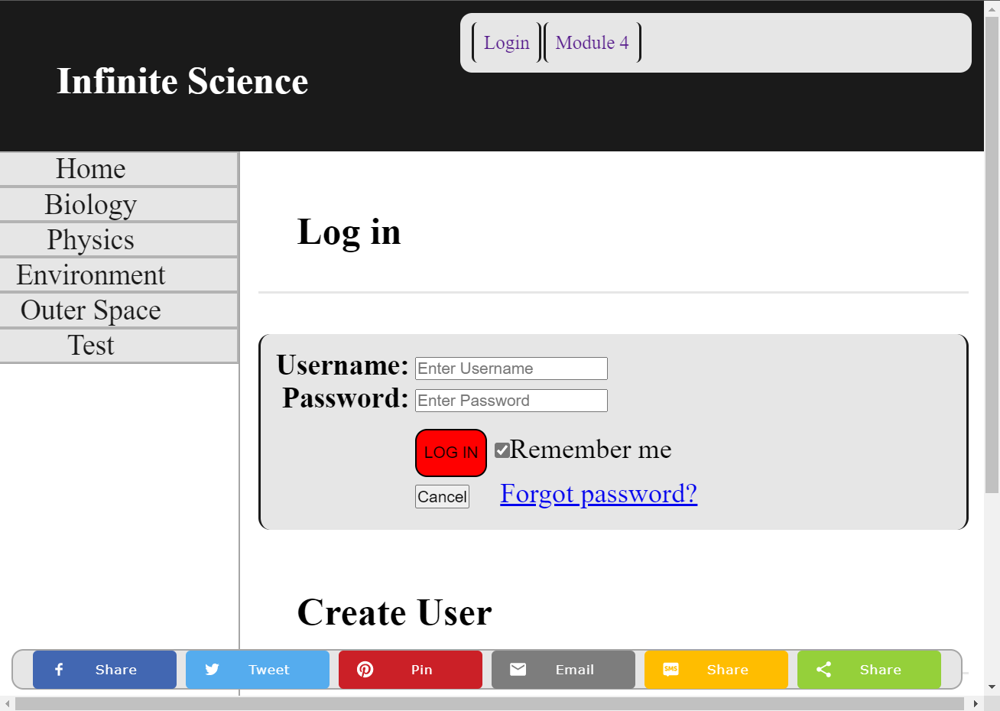 Login Module 4
Infinite Science
Home
Biology
Physics
Environment
Outer Space
Test
Log in
Username: Enter Username
Password: Enter Password
LOG IN Remember me
Cancel Forgot password?
Create User
Share Tweet Pin Email SMS Share Share